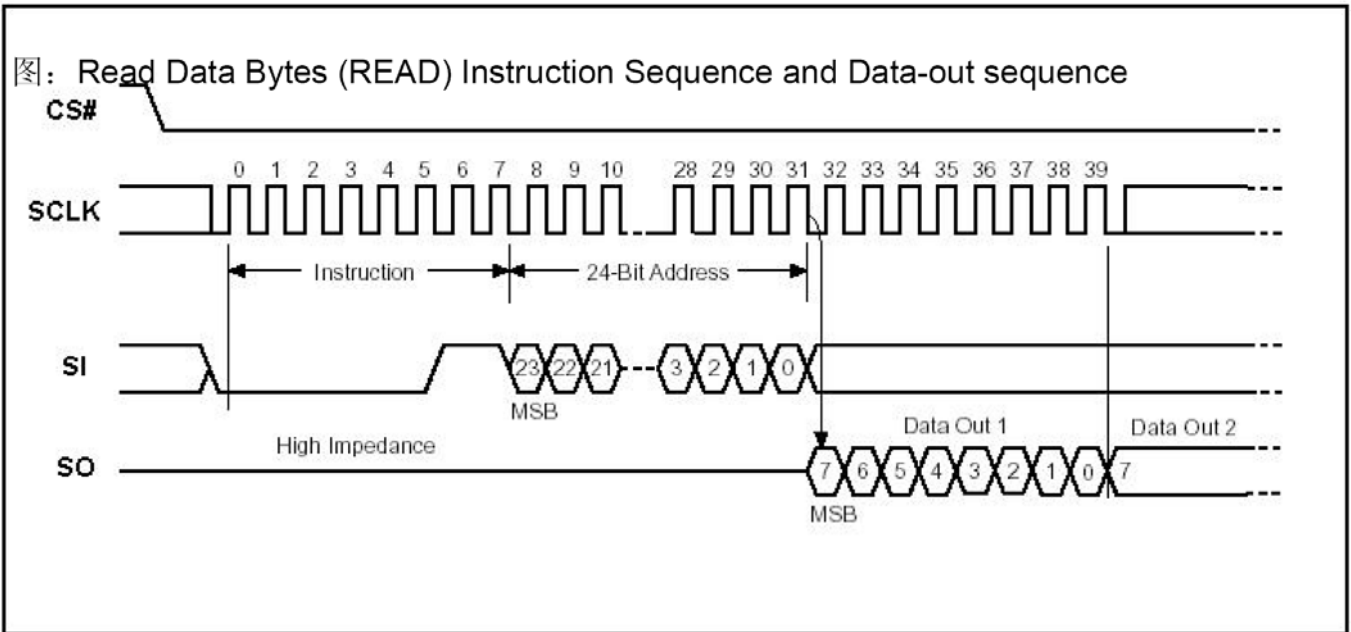 图：Read Data Bytes (READ) Instruction Sequence and Data-out sequence
CS#
0 1 2 3 4 5 6 7 8 9 10 28 29 30 31 32 33 34 35 36 37 38 39
SCLK
Instruction 24-Bit Address
SI 23 22 21 3 2 1 0
MSB
High Impedance Data Out 1 Data Out 2
SO 7 6 5 4 3 2 1 0 7
MSB